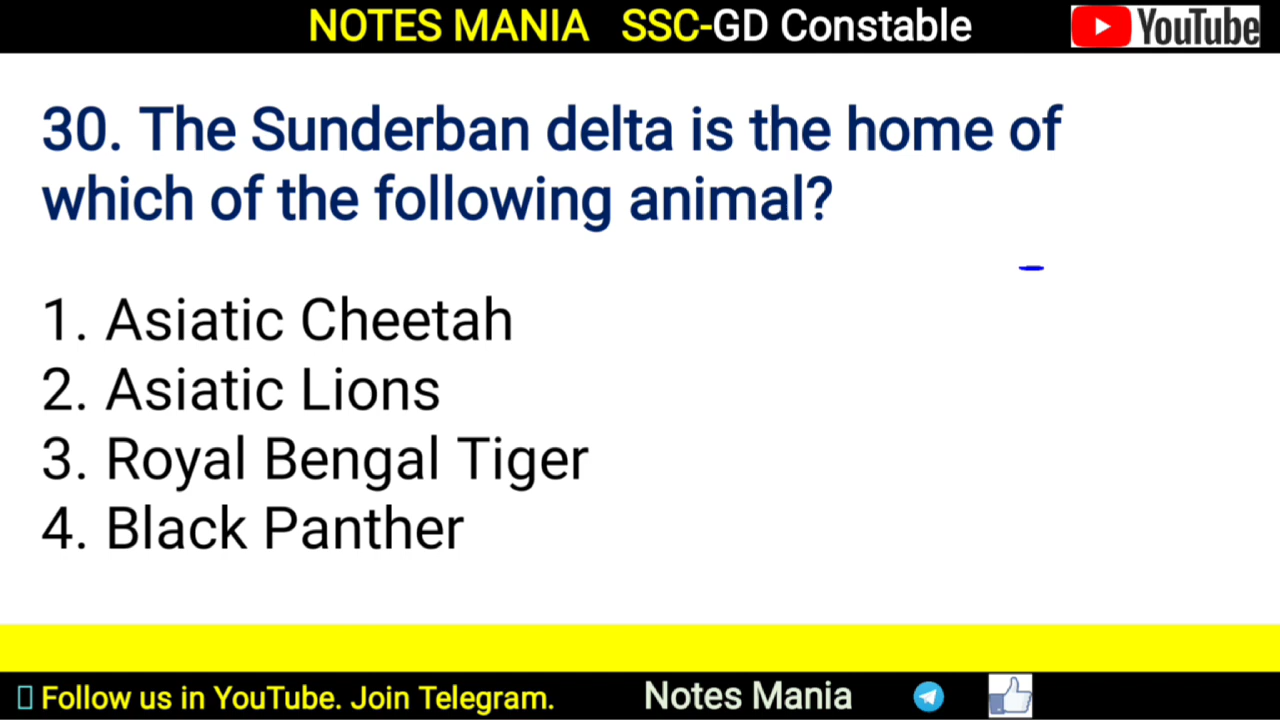 NOTES MANIA SSC-GD Constable YouTube
30. The Sunderban delta is the home of
which of the following animal?
1. Asiatic Cheetah
2. Asiatic Lions
3. Royal Bengal Tiger
4. Black Panther
Follow us in YouTube. Join Telegram. Notes Mania